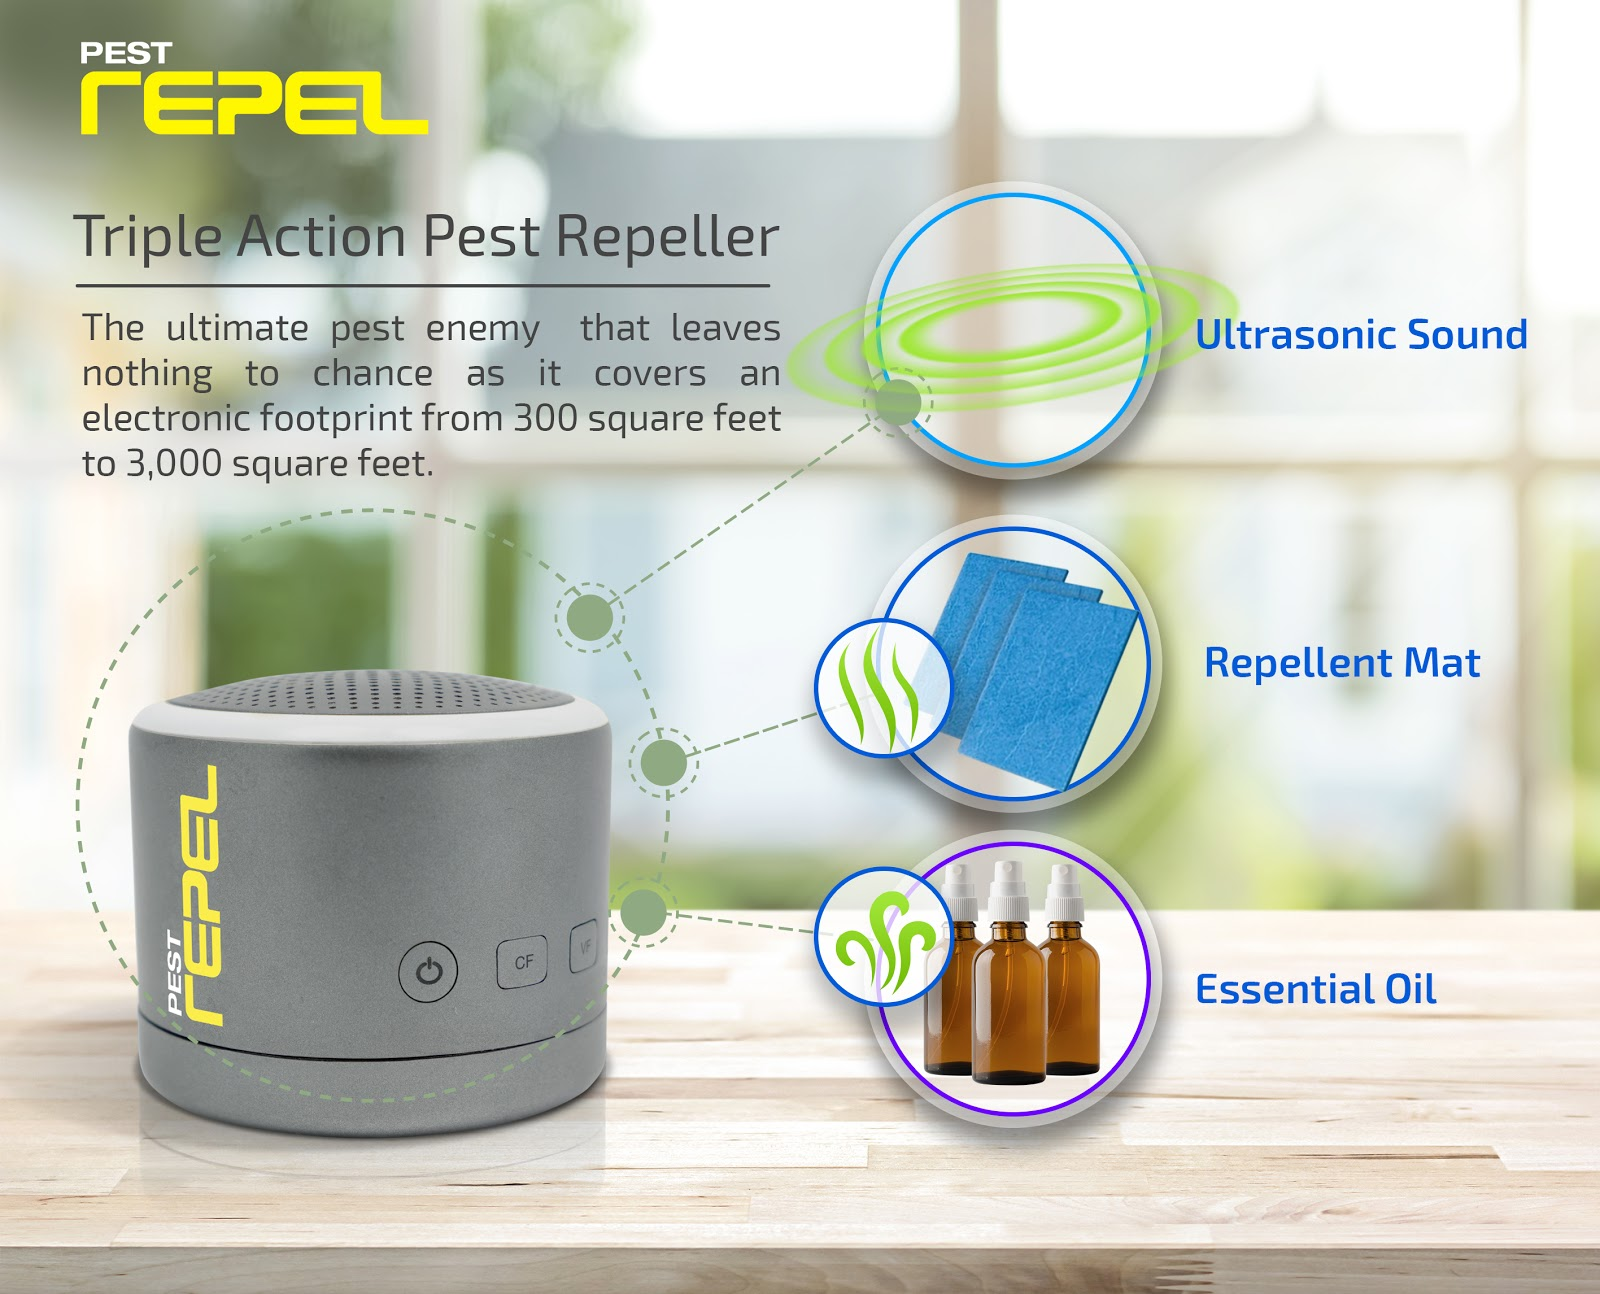 PEST
REPEL
Triple Action Pest Repeller
The ultimate pest enemy that leaves
nothing to chance as it covers an
electronic footprint from 300 square feet
to 3,000 square feet.
Ultrasonic Sound
Repellent Mat
Essential Oil
PEST
REPEL
CF
VF